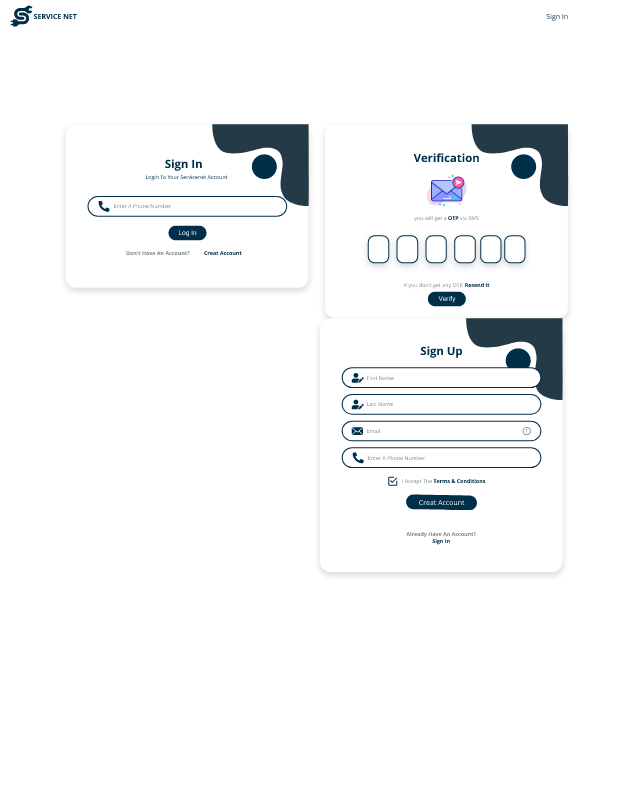 SERVICE NET
Sign In
Sign In
Login To Your Servicenet Account
Enter A Phone Number
Log In
Don't Have An Account? Creat Account
Verification
you will get a OTP via SMS
if you don't get any OTP, Resend It
Verify
Sign Up
First Name
Last Name
Email
Enter A Phone Number
I Accept The Terms & Conditions
Creat Account
Already Have An Account?
Sign in